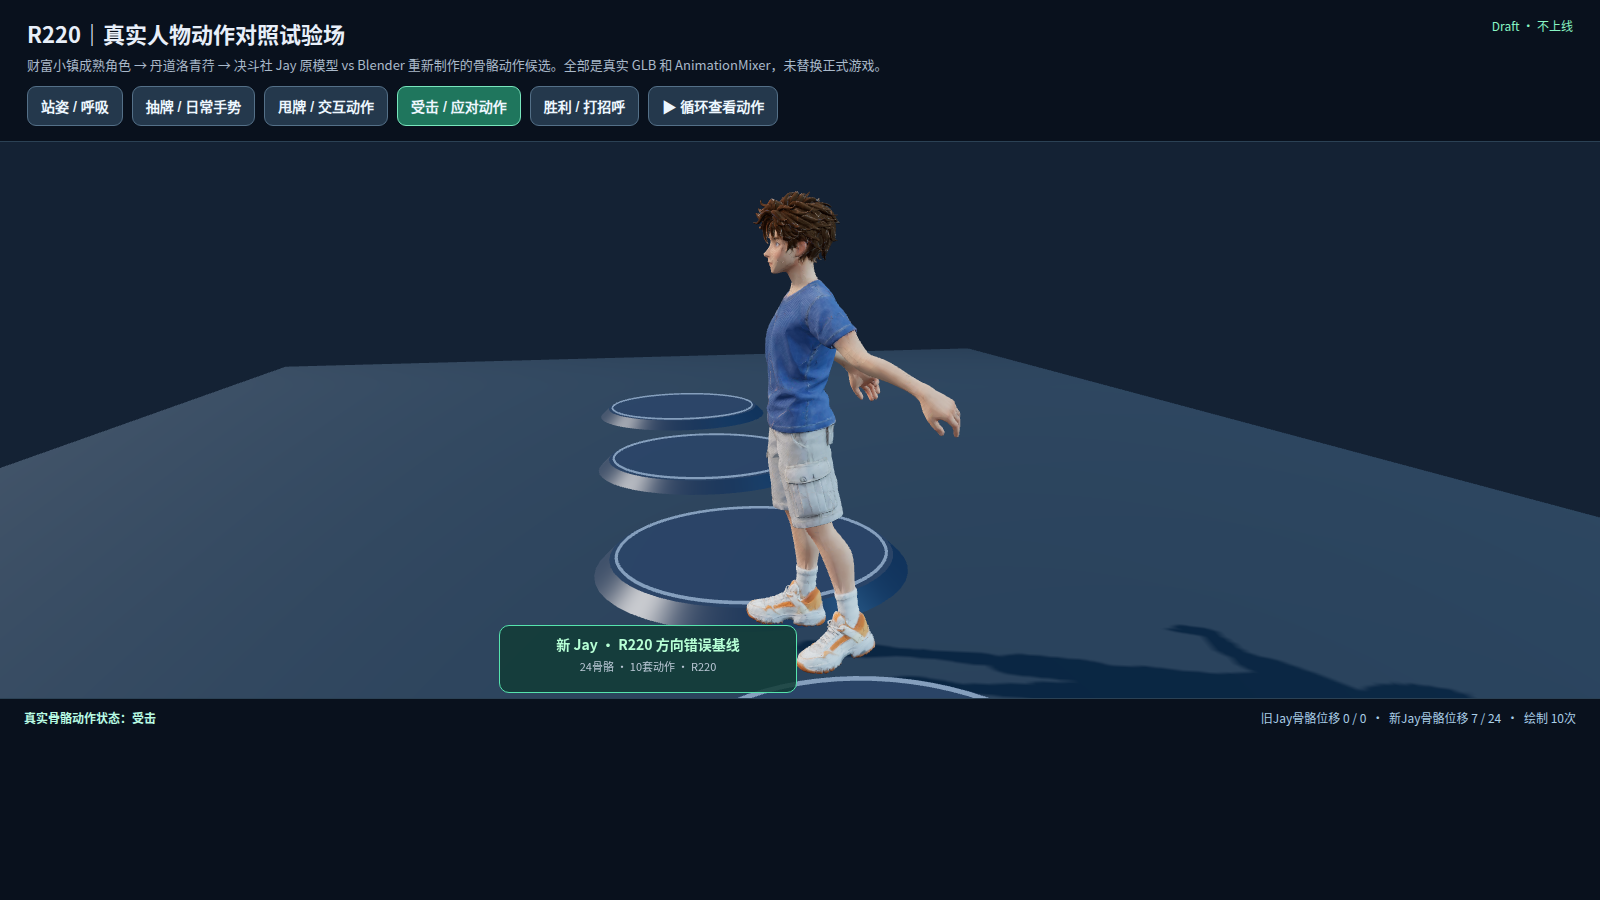 R220｜真实人物动作对照试验场
Draft · 不上线
财富小镇成熟角色 → 丹道洛青荇 → 决斗社 Jay 原模型 vs Blender 重新制作的骨骼动作候选。全部是真实 GLB 和 AnimationMixer，未替换正式游戏。
站姿 / 呼吸
抽牌 / 日常手势
甩牌 / 交互动作
受击 / 应对动作
胜利 / 打招呼
▶ 循环查看动作
新 Jay · R220 方向错误基线
24骨骼 · 10套动作 · R220
真实骨骼动作状态：受击
旧Jay骨骼位移 0 / 0 · 新Jay骨骼位移 7 / 24 · 绘制 10次